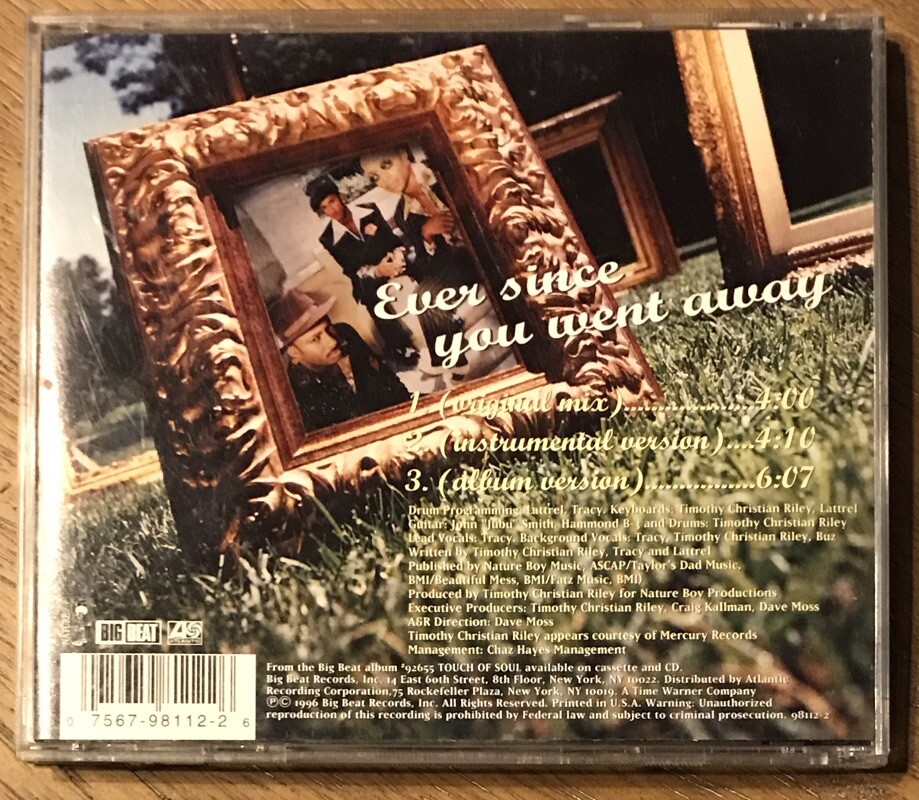 Ever since
you went away
1. (original mix)..................4:00
2. (instrumental version)....4:10
3. (album version)................6:07
Drum Programming: Lattrel, Tracy. Keyboards: Timothy Christian Riley, Lattrel
Guitar: John "Jubu" Smith, Hammond B-3 and Drums: Timothy Christian Riley
Lead Vocals: Tracy. Background Vocals: Tracy, Timothy Christian Riley, Buz
Written by Timothy Christian Riley, Tracy and Lattrel
Published by Nature Boy Music, ASCAP/Taylor's Dad Music,
BMI/Beautiful Mess, BMI/Fatz Music, BMI)
Produced by Timothy Christian Riley for Nature Boy Productions
Executive Producers: Timothy Christian Riley, Craig Kallman, Dave Moss
A&R Direction: Dave Moss
Timothy Christian Riley appears courtesy of Mercury Records
Management: Chaz Hayes Management
BIG BEAT
ATLANTIC
From the Big Beat album #92655 TOUCH OF SOUL available on cassette and CD.
Big Beat Records, Inc. 14 East 60th Street, 8th Floor, New York, NY 10022. Distributed by Atlantic
Recording Corporation,75 Rockefeller Plaza, New York, NY 10019. A Time Warner Company
℗© 1996 Big Beat Records, Inc. All Rights Reserved. Printed in U.S.A. Warning: Unauthorized
reproduction of this recording is prohibited by Federal law and subject to criminal prosecution. 98112-2
0 7567-98112-2 6